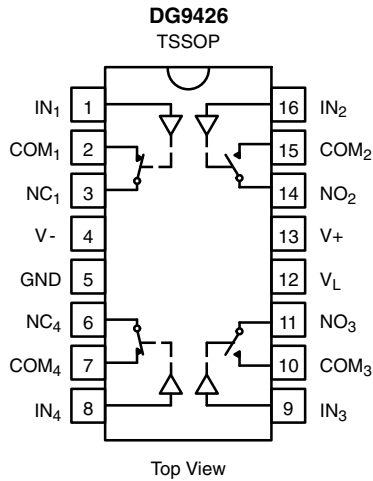 DG9426
TSSOP
IN1 1 16 IN2
COM1 2 15 COM2
NC1 3 14 NO2
V- 4 13 V+
GND 5 12 VL
NC4 6 11 NO3
COM4 7 10 COM3
IN4 8 9 IN3
Top View